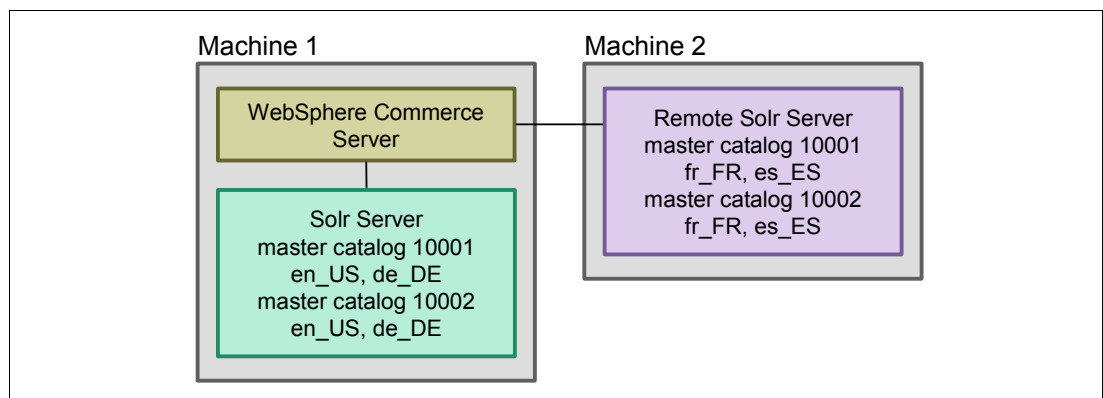 Machine 1
WebSphere Commerce
Server
Solr Server
master catalog 10001
en_US, de_DE
master catalog 10002
en_US, de_DE
Machine 2
Remote Solr Server
master catalog 10001
fr_FR, es_ES
master catalog 10002
fr_FR, es_ES